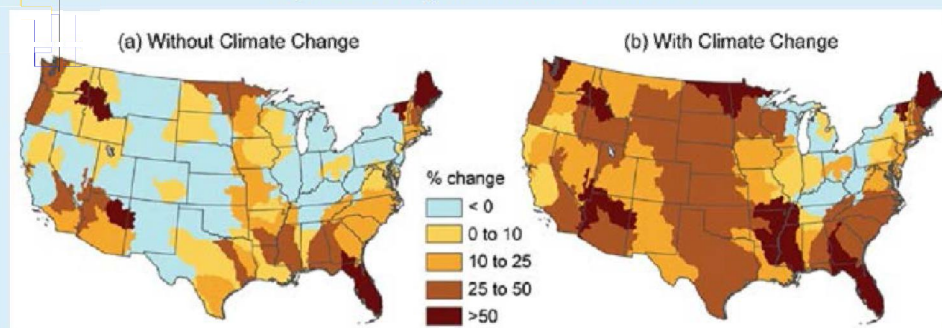 (a) Without Climate Change
(b) With Climate Change
% change
< 0
0 to 10
10 to 25
25 to 50
>50